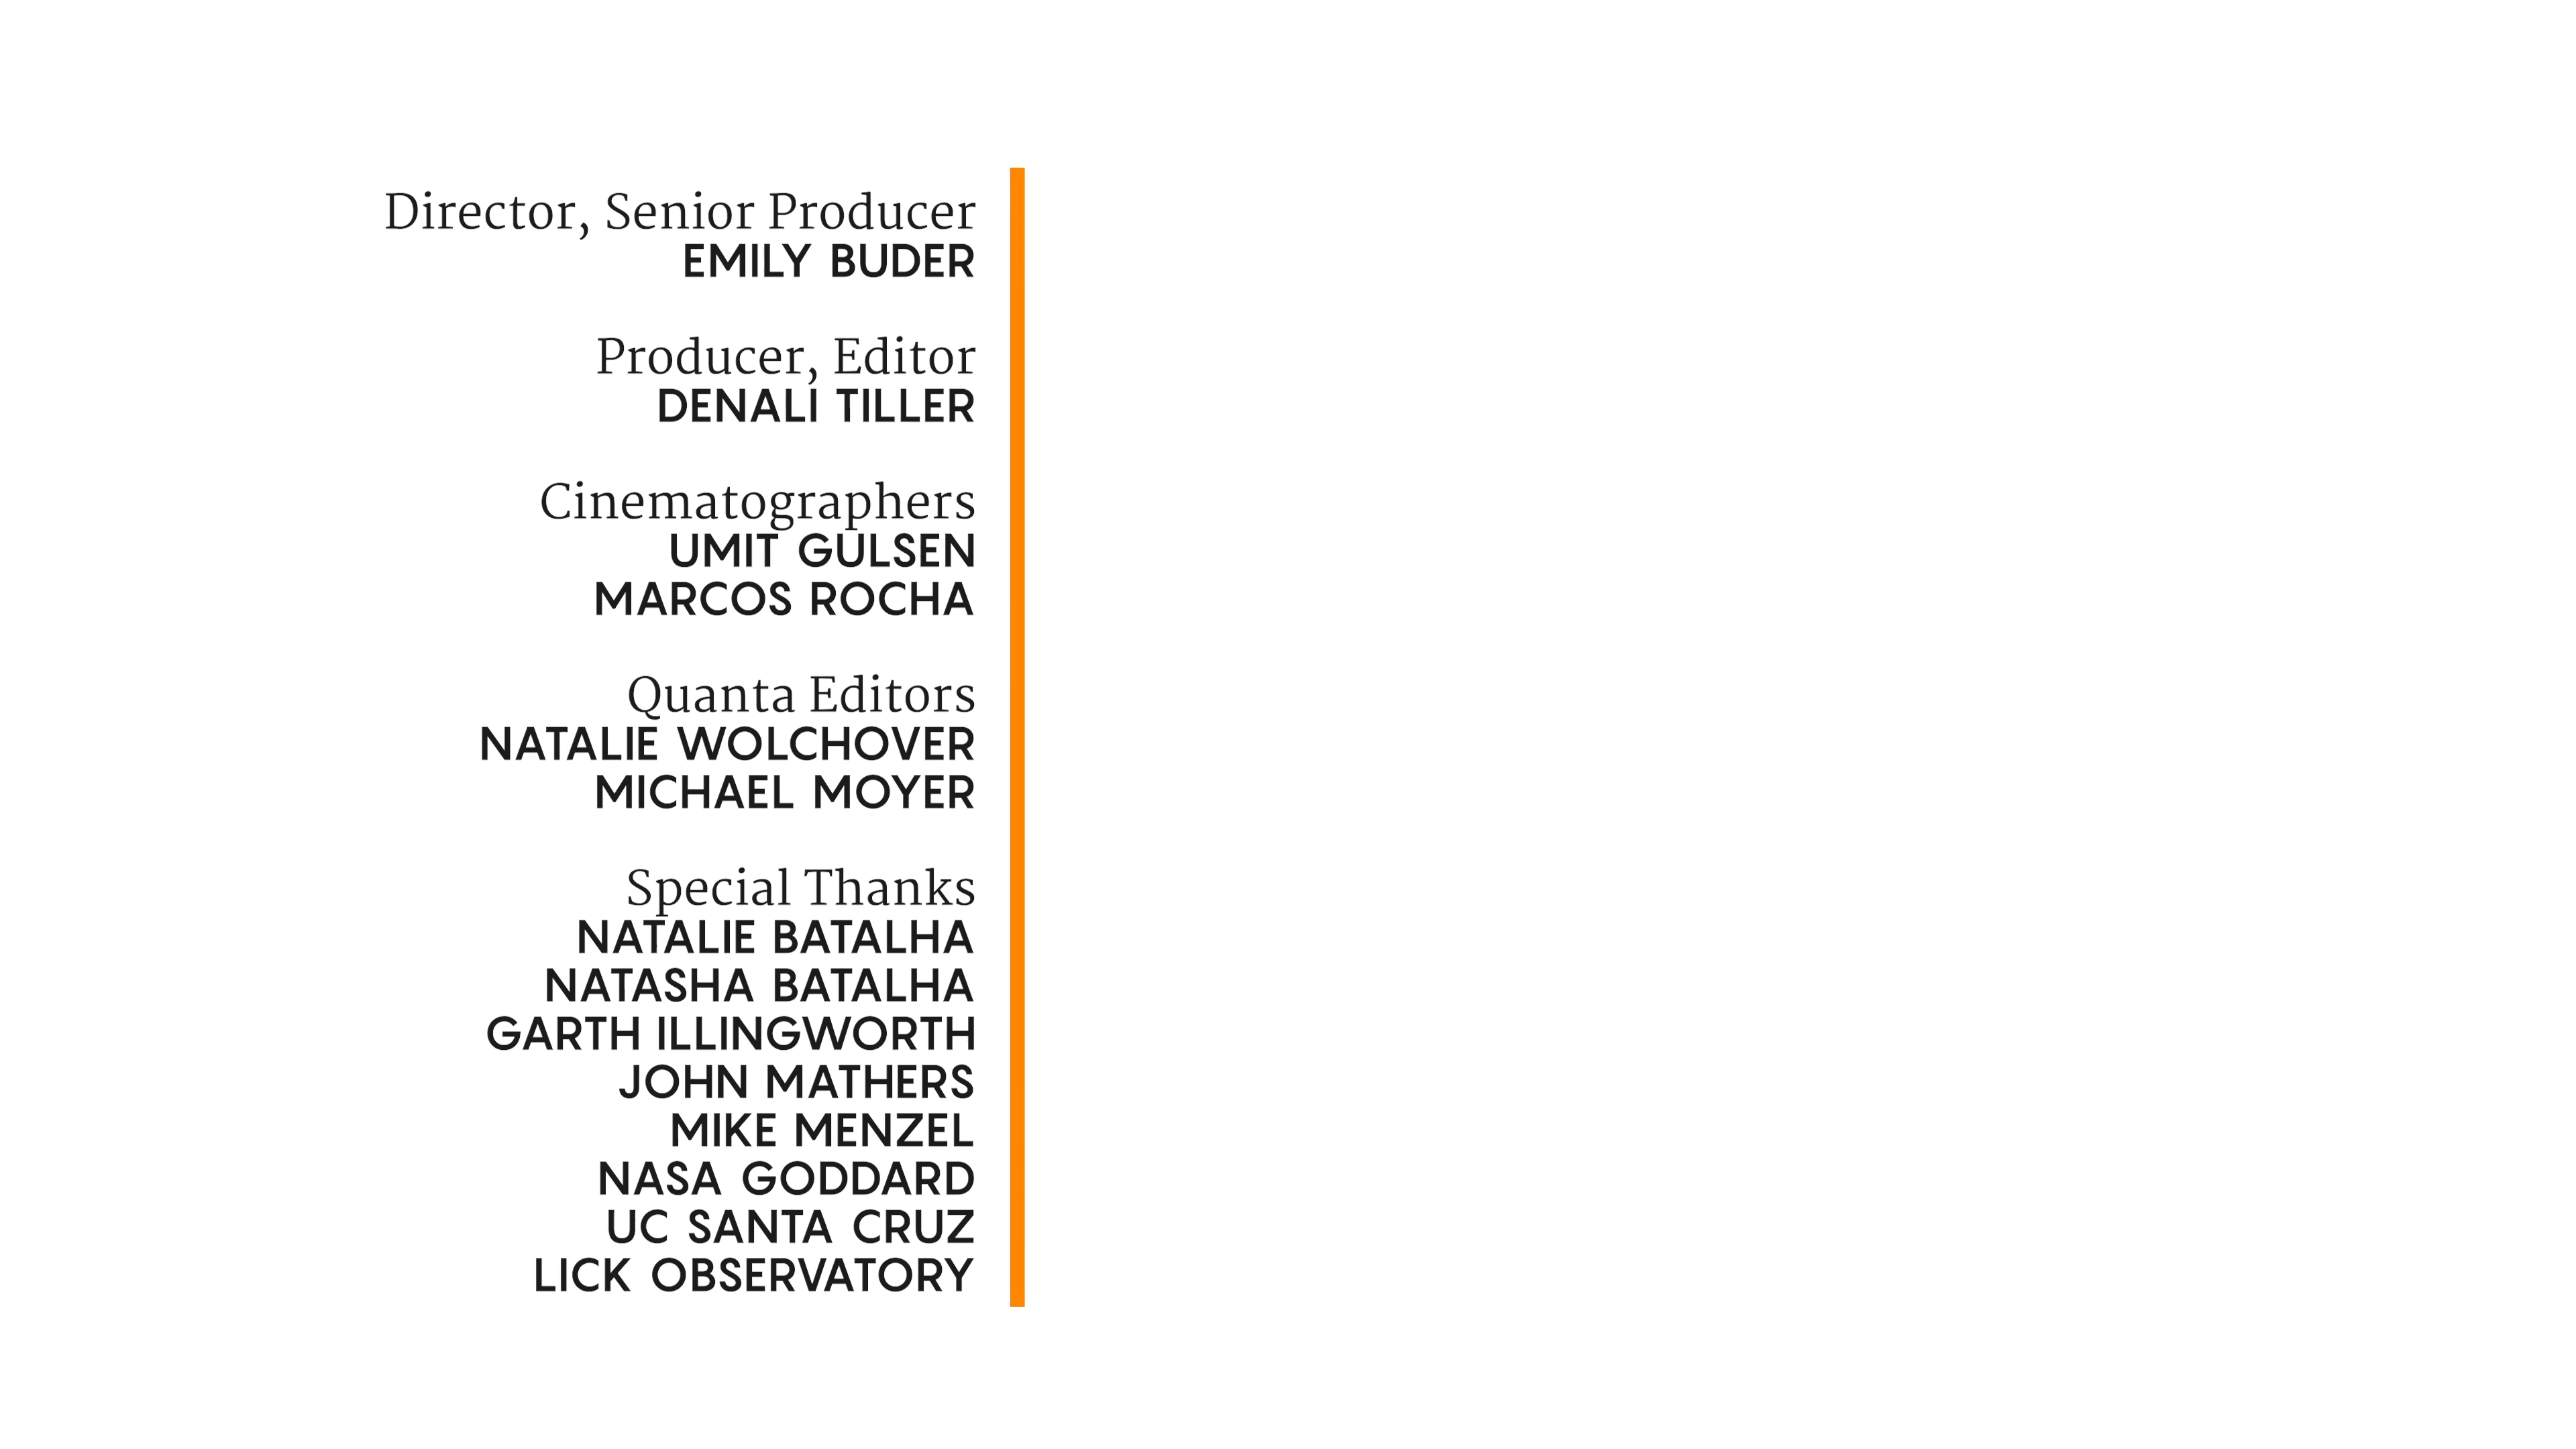 Director, Senior Producer
EMILY BUDER
Producer, Editor
DENALI TILLER
Cinematographers
UMIT GULSEN
MARCOS ROCHA
Quanta Editors
NATALIE WOLCHOVER
MICHAEL MOYER
Special Thanks
NATALIE BATALHA
NATASHA BATALHA
GARTH ILLINGWORTH
JOHN MATHERS
MIKE MENZEL
NASA GODDARD
UC SANTA CRUZ
LICK OBSERVATORY